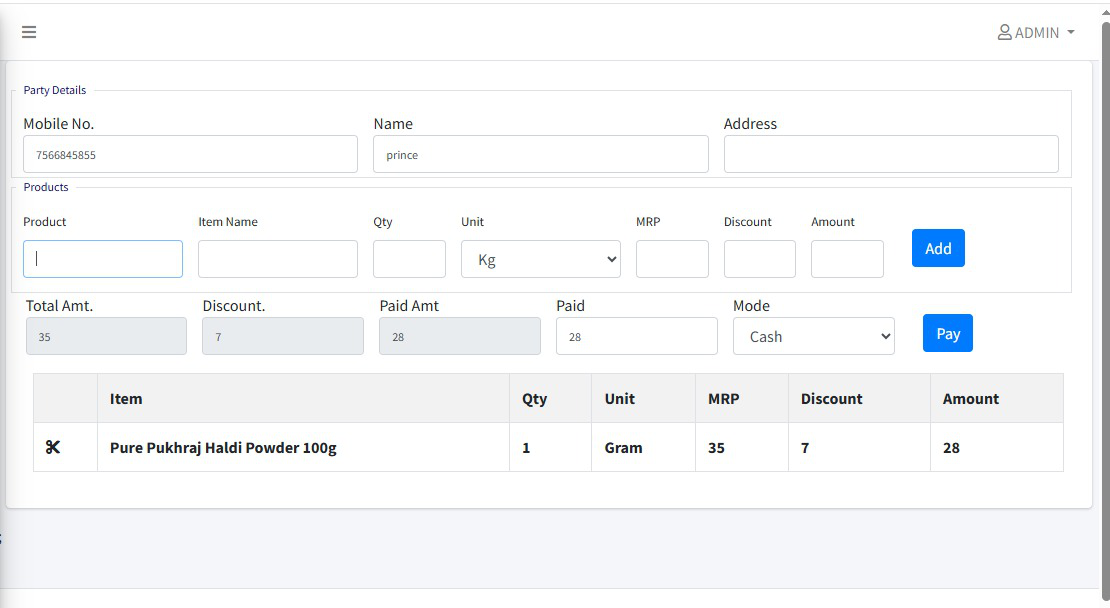 ADMIN
Party Details
Mobile No. Name Address
7566845855 prince
Products
Product Item Name Qty Unit MRP Discount Amount
Kg Add
Total Amt. Discount. Paid Amt Paid Mode
35 7 28 28 Cash Pay
Item Qty Unit MRP Discount Amount
Pure Pukhraj Haldi Powder 100g 1 Gram 35 7 28